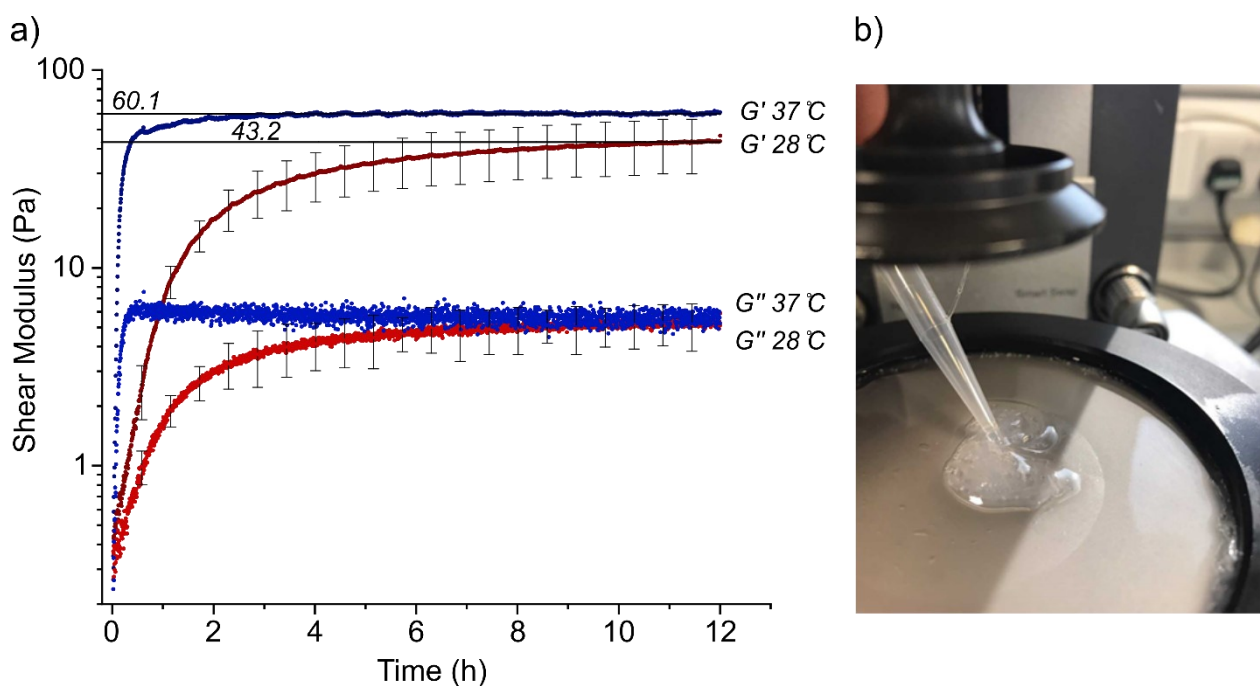 a)
b)
100
60.1
G' 37 ℃
43.2
G' 28 ℃
10
G'' 37 ℃
G'' 28 ℃
1
Shear Modulus (Pa)
0
2
4
6
8
10
12
Time (h)